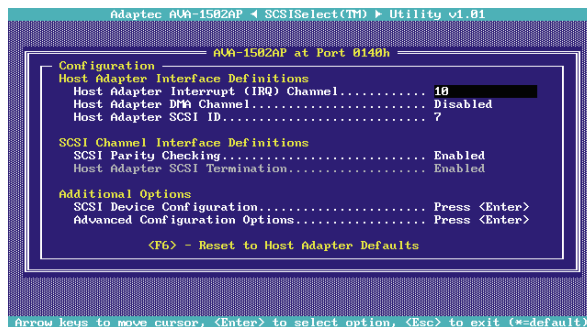 Adaptec AVA-1502AP ◄ SCSISelect(TM) ► Utility v1.01
AVA-1502AP at Port 0140h
Configuration
Host Adapter Interface Definitions
Host Adapter Interrupt (IRQ) Channel........... 10
Host Adapter DMA Channel....................... Disabled
Host Adapter SCSI ID........................... 7
SCSI Channel Interface Definitions
SCSI Parity Checking........................... Enabled
Host Adapter SCSI Termination.................. Enabled
Additional Options
SCSI Device Configuration...................... Press <Enter>
Advanced Configuration Options................. Press <Enter>
<F6> - Reset to Host Adapter Defaults
Arrow keys to move cursor, <Enter> to select option, <Esc> to exit (*=default)